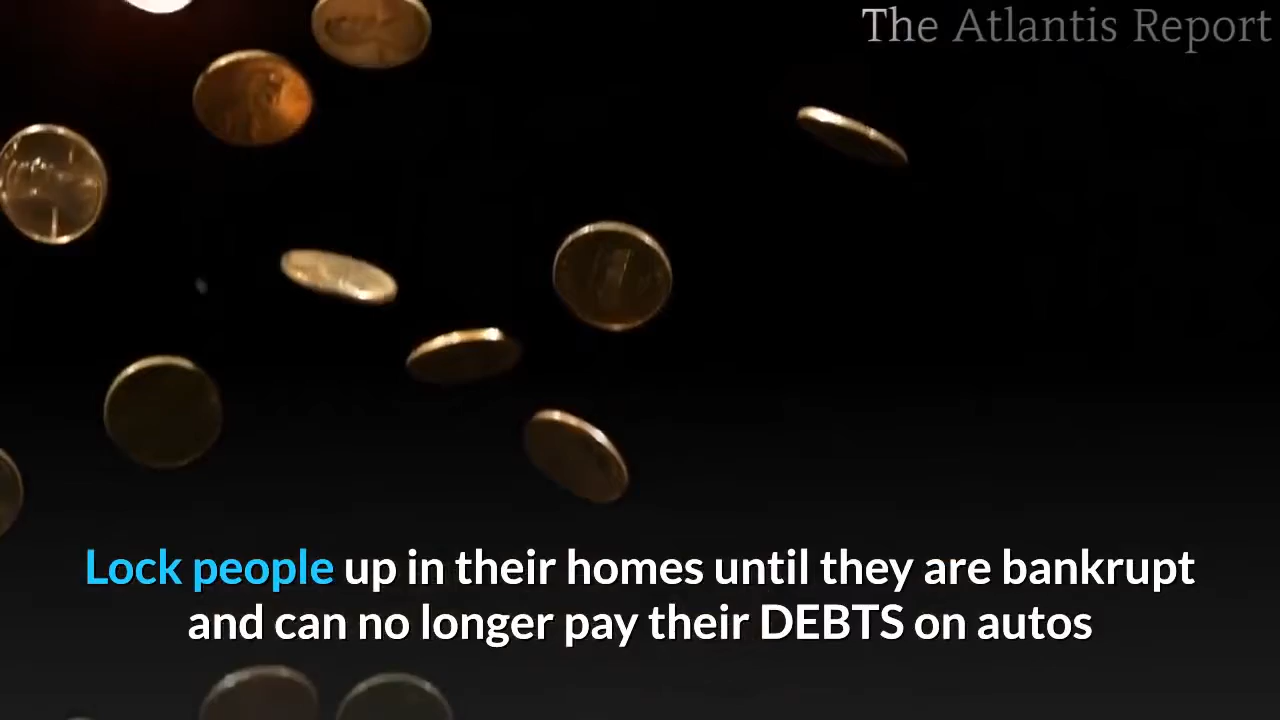 The Atlantis Report
Lock people up in their homes until they are bankrupt
and can no longer pay their DEBTS on autos